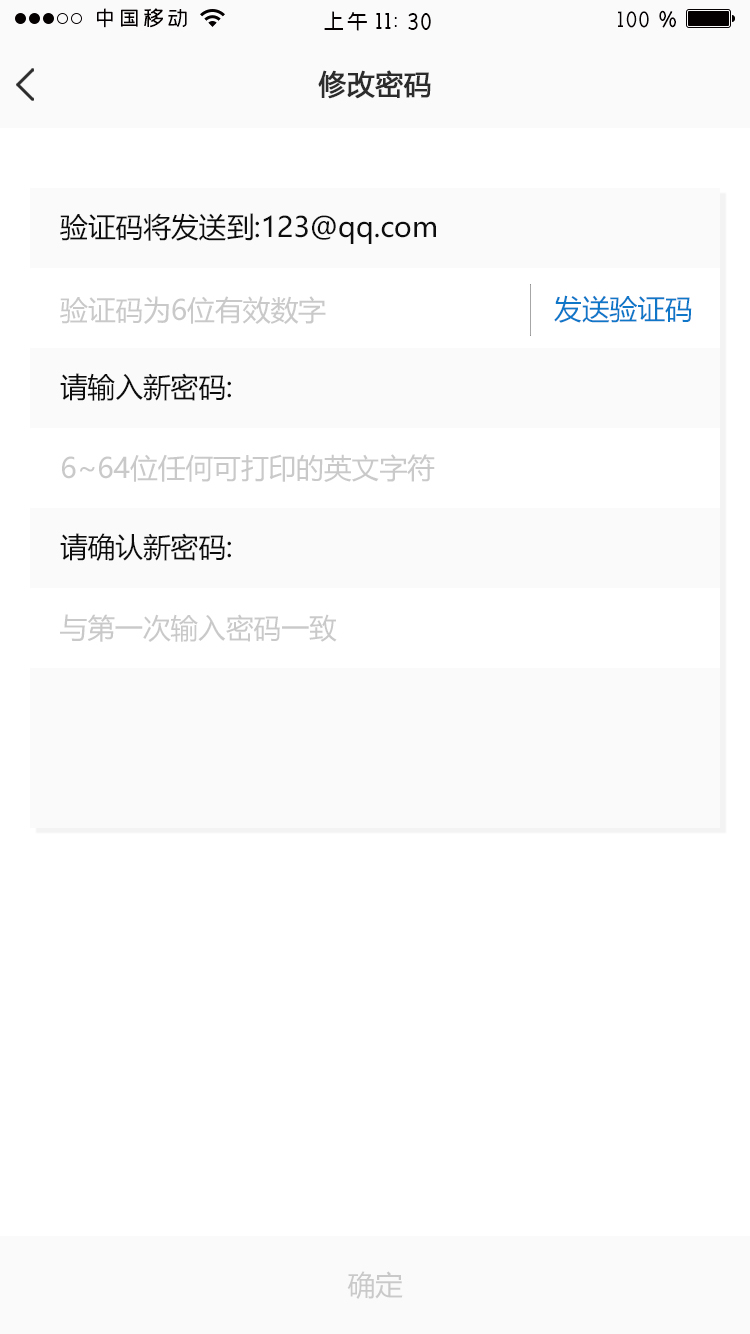 中国移动
上午 11: 30
100 %
修改密码
验证码将发送到:123@qq.com
验证码为6位有效数字
发送验证码
请输入新密码:
6~64位任何可打印的英文字符
请确认新密码:
与第一次输入密码一致
确定